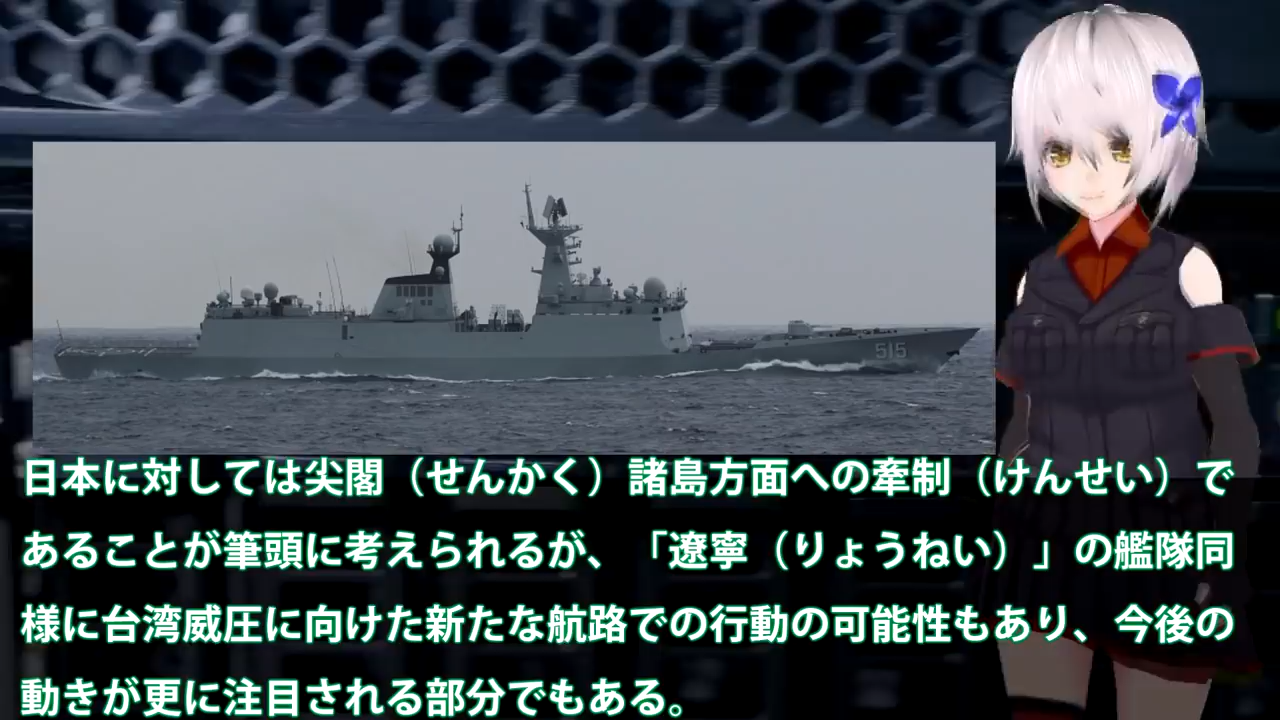 515
日本に対しては尖閣（せんかく）諸島方面への牽制（けんせい）で
あることが筆頭に考えられるが、「遼寧（りょうねい）」の艦隊同
様に台湾威圧に向けた新たな航路での行動の可能性もあり、今後の
動きが更に注目される部分でもある。